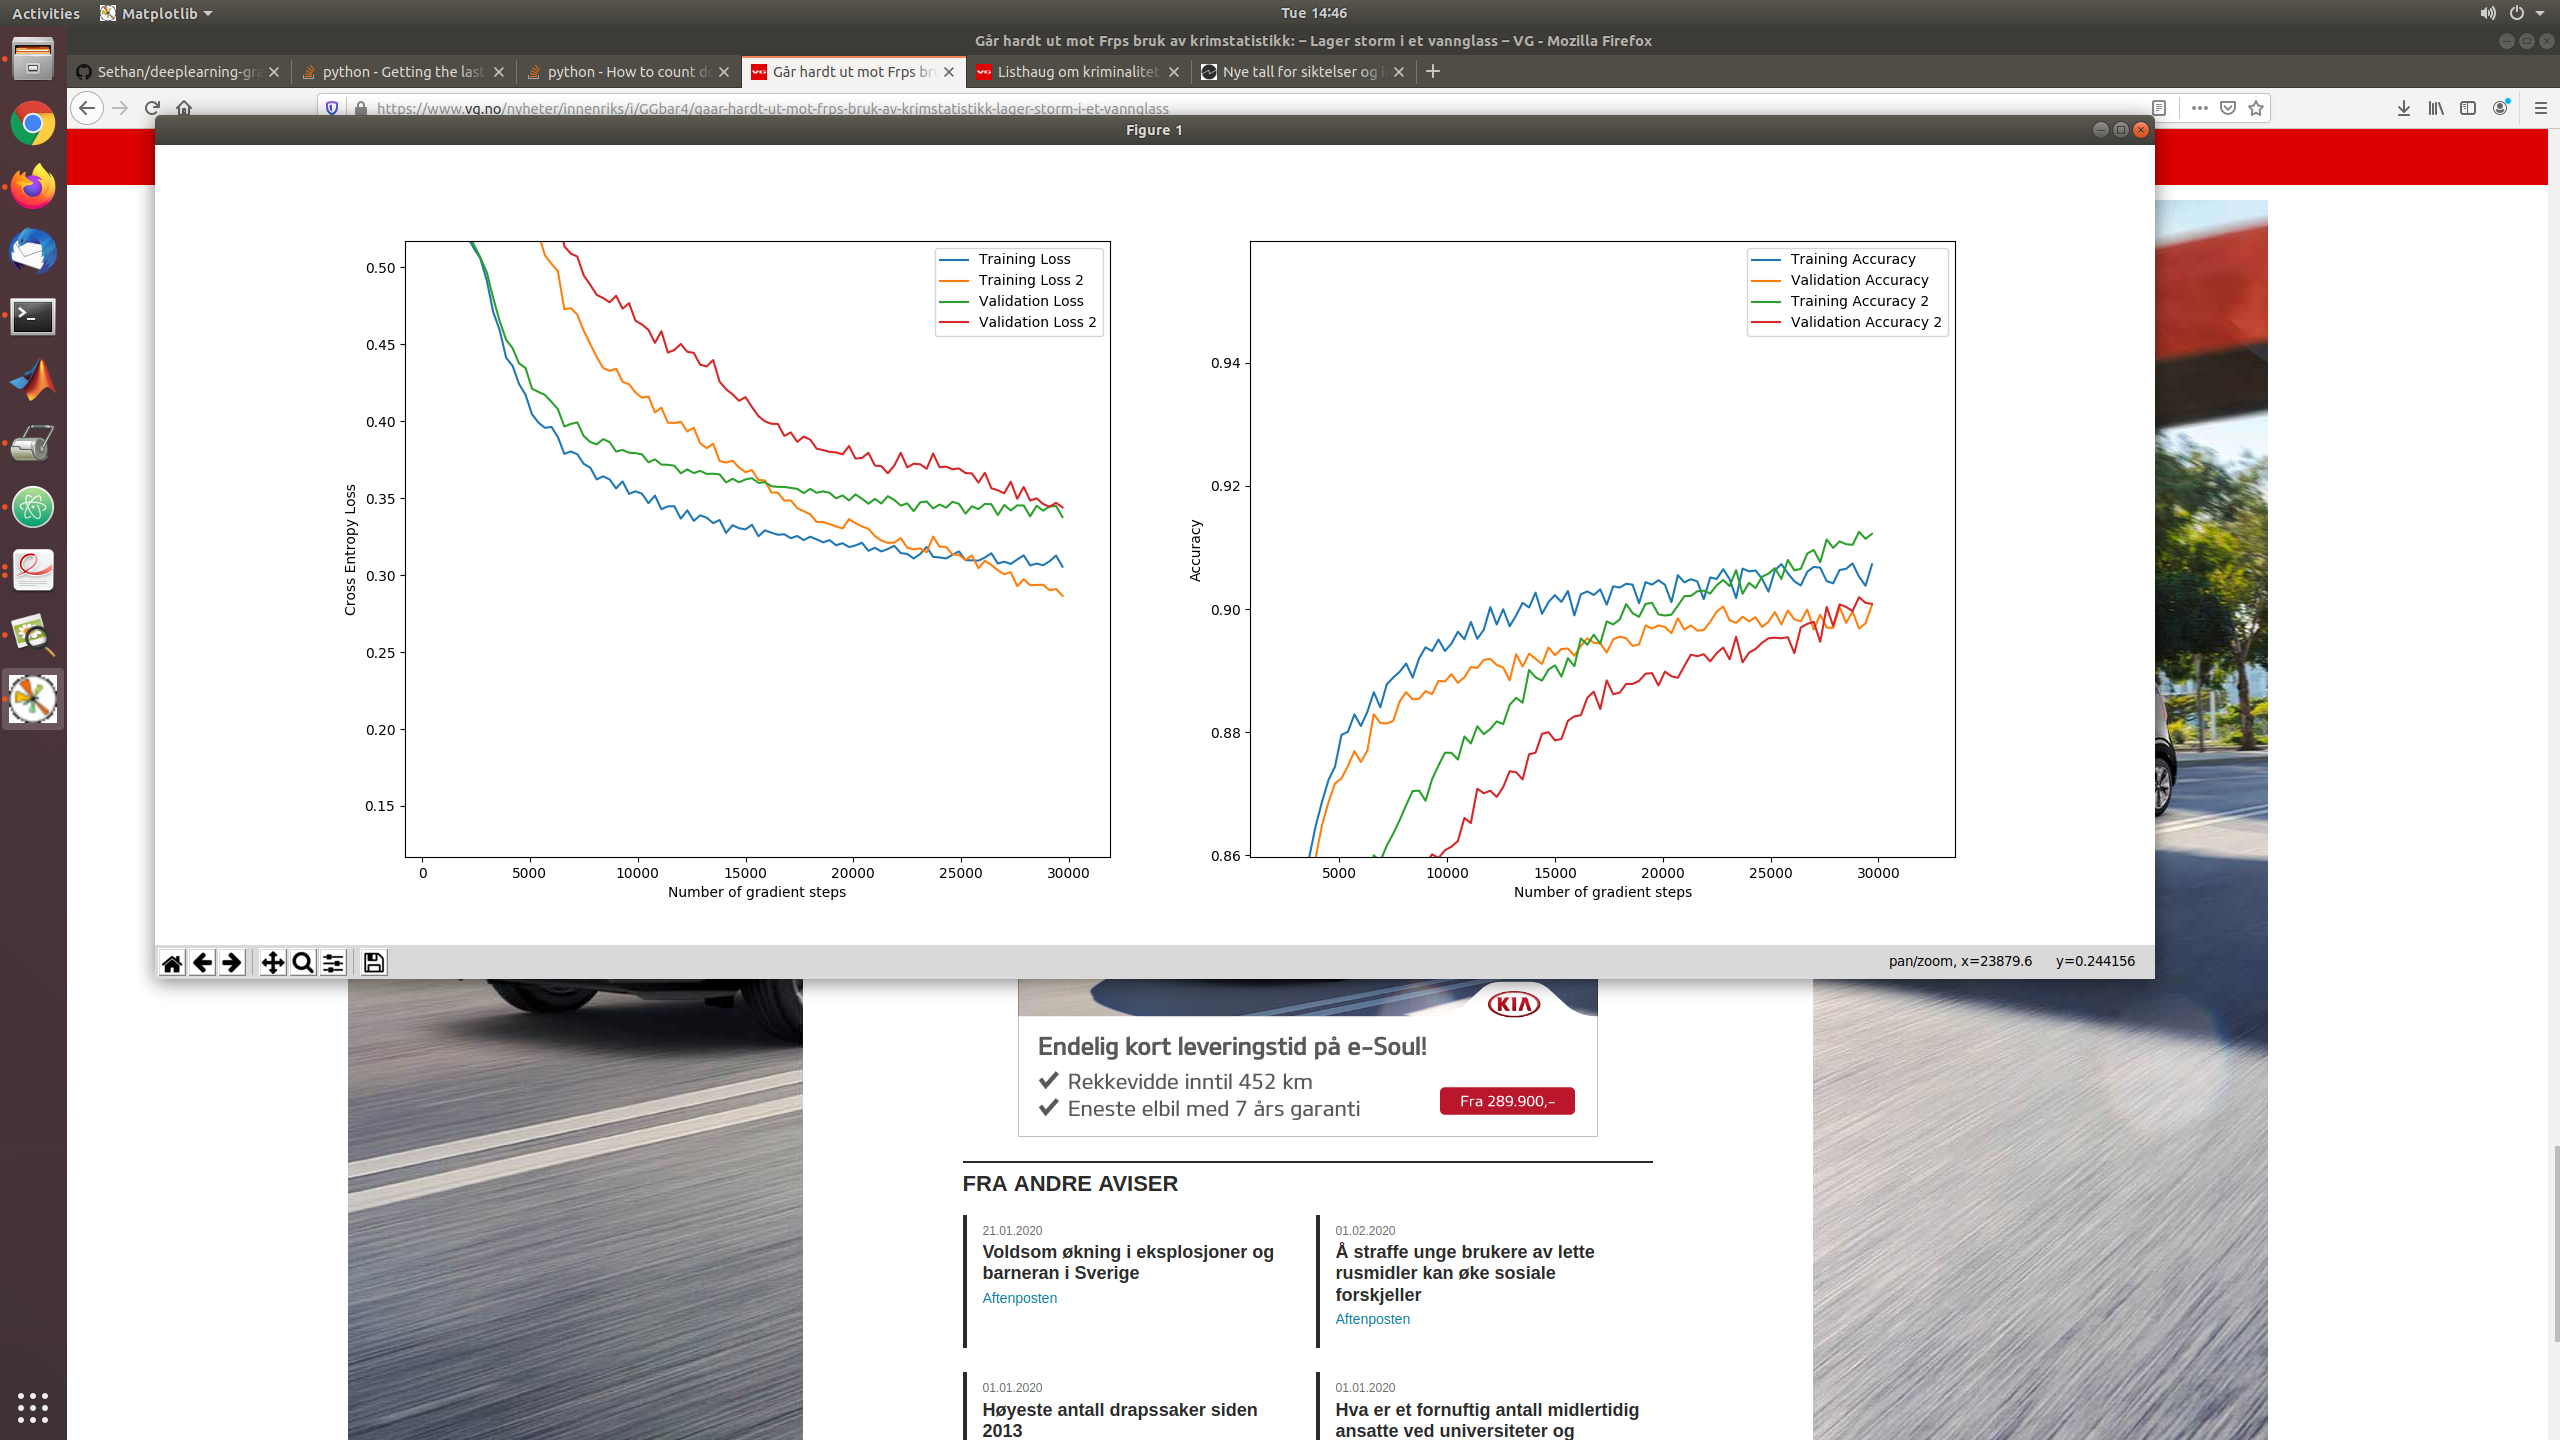 Activities Matplotlib Tue 14:46
Går hardt ut mot Frps bruk av krimstatistikk: – Lager storm i et vannglass – VG - Mozilla Firefox
Sethan/deeplearning-gra python - Getting the last python - How to count d Går hardt ut mot Frps bru Listhaug om kriminalitet Nye tall for siktelser og i
https://www.vg.no/nyheter/innenriks/i/GGbar4/gaar-hardt-ut-mot-frps-bruk-av-krimstatistikk-lager-storm-i-et-vannglass
Figure 1
Training Loss
Training Loss 2
Validation Loss
Validation Loss 2
0.50
0.45
0.40
0.35
0.30
0.25
0.20
0.15
Cross Entropy Loss
0 5000 10000 15000 20000 25000 30000
Number of gradient steps
Training Accuracy
Validation Accuracy
Training Accuracy 2
Validation Accuracy 2
0.94
0.92
0.90
0.88
0.86
Accuracy
5000 10000 15000 20000 25000 30000
Number of gradient steps
pan/zoom, x=23879.6 y=0.244156
KIA
Endelig kort leveringstid på e-Soul!
Rekkevidde inntil 452 km
Eneste elbil med 7 års garanti
Fra 289.900,-
FRA ANDRE AVISER
21.01.2020
Voldsom økning i eksplosjoner og
barneran i Sverige
Aftenposten
01.02.2020
Å straffe unge brukere av lette
rusmidler kan øke sosiale
forskjeller
Aftenposten
01.01.2020
Høyeste antall drapssaker siden
2013
01.01.2020
Hva er et fornuftig antall midlertidig
ansatte ved universiteter og